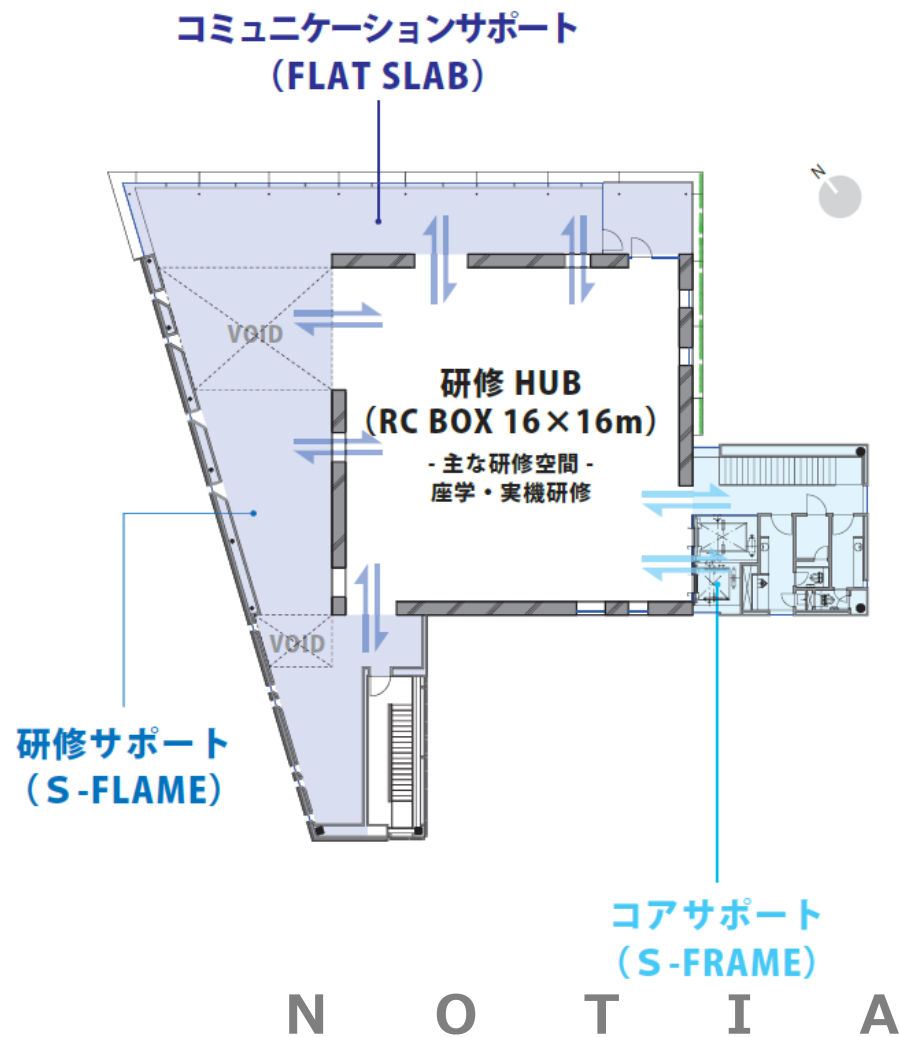 コミュニケーションサポート
（FLAT SLAB）
N
VOID
研修 HUB
（RC BOX 16×16m）
- 主な研修空間 -
座学・実機研修
VOID
研修サポート
（S-FLAME）
コアサポート
（S-FRAME）
N O T I A